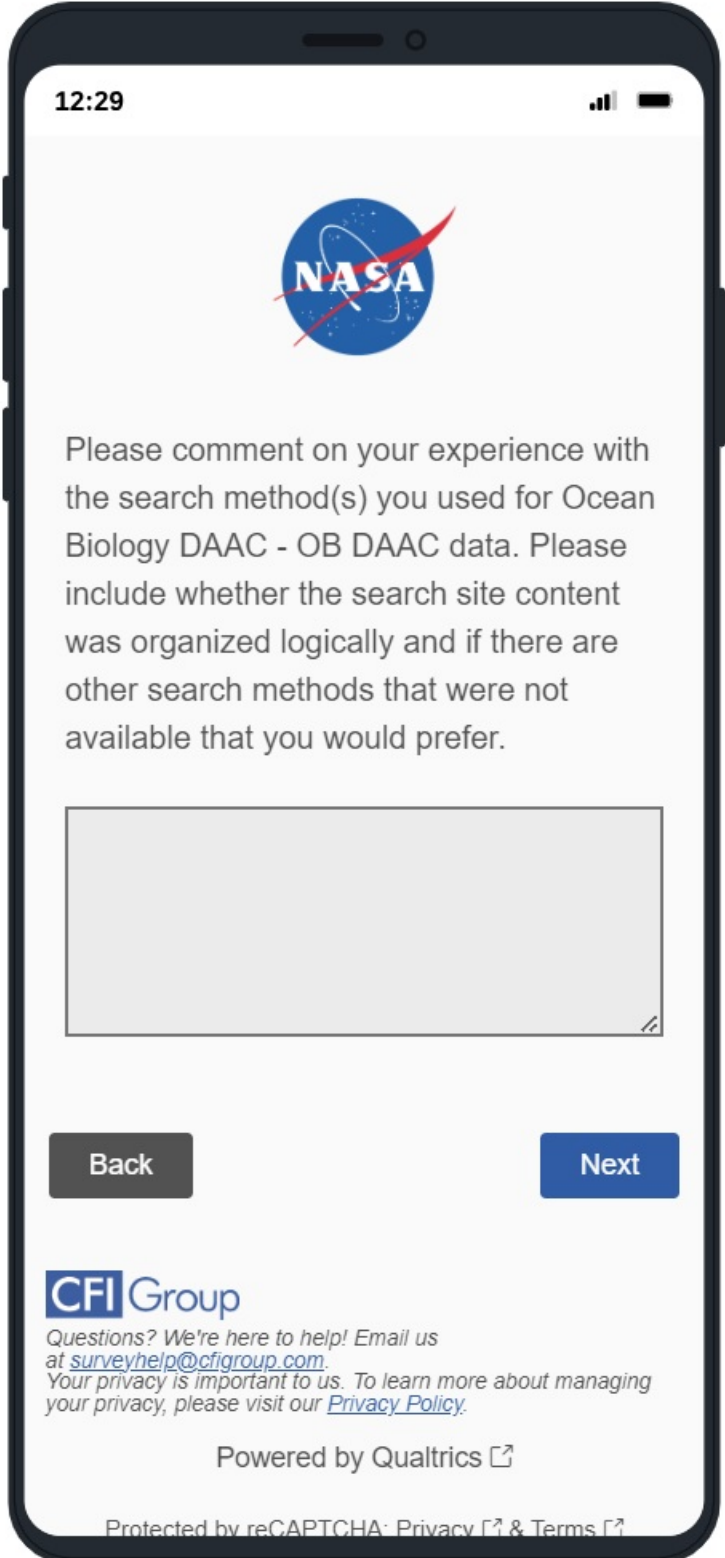 12:29
NASA
Please comment on your experience with
the search method(s) you used for Ocean
Biology DAAC - OB DAAC data. Please
include whether the search site content
was organized logically and if there are
other search methods that were not
available that you would prefer.
Back
Next
CFI Group
Questions? We're here to help! Email us
at surveyhelp@cfigroup.com.
Your privacy is important to us. To learn more about managing
your privacy, please visit our Privacy Policy.
Powered by Qualtrics
Protected by reCAPTCHA: Privacy & Terms